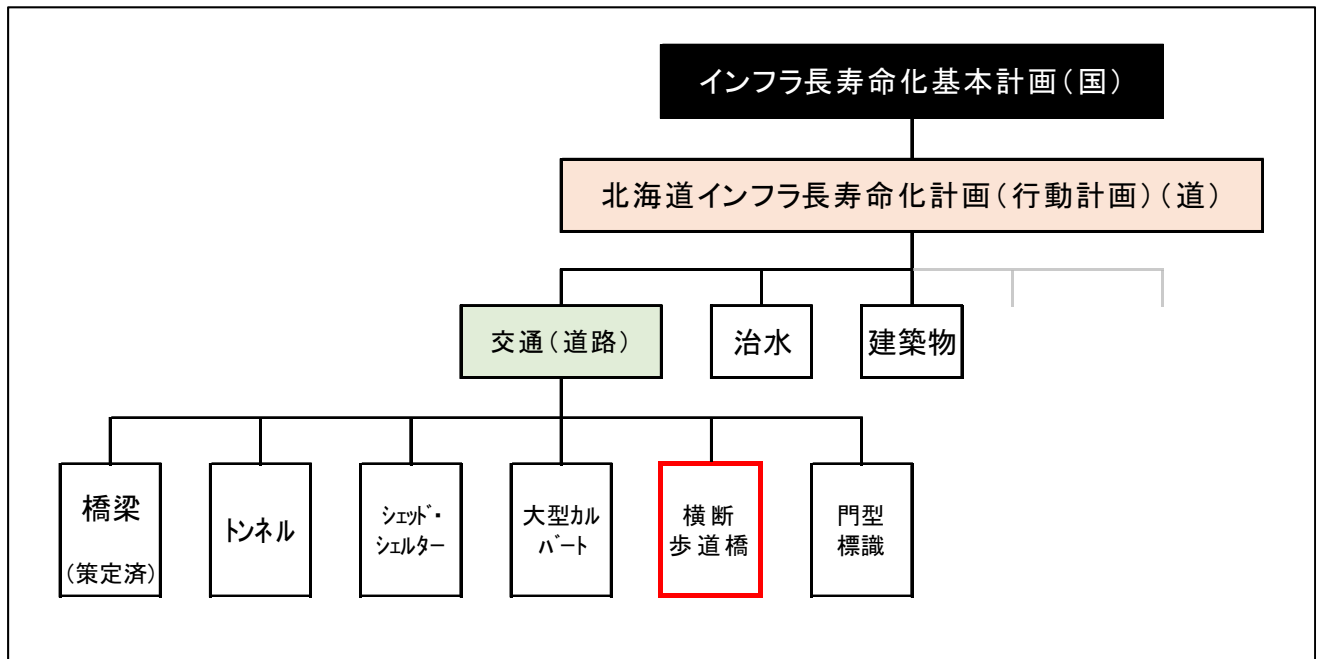 インフラ長寿命化基本計画（国）
北海道インフラ長寿命化計画（行動計画）（道）
交通（道路）
治水
建築物
橋梁
(策定済)
トンネル
ｼｪｯﾄﾞ・
ｼｪﾙﾀｰ
大型ｶﾙ
ﾊﾞｰﾄ
横断
歩道橋
門型
標識